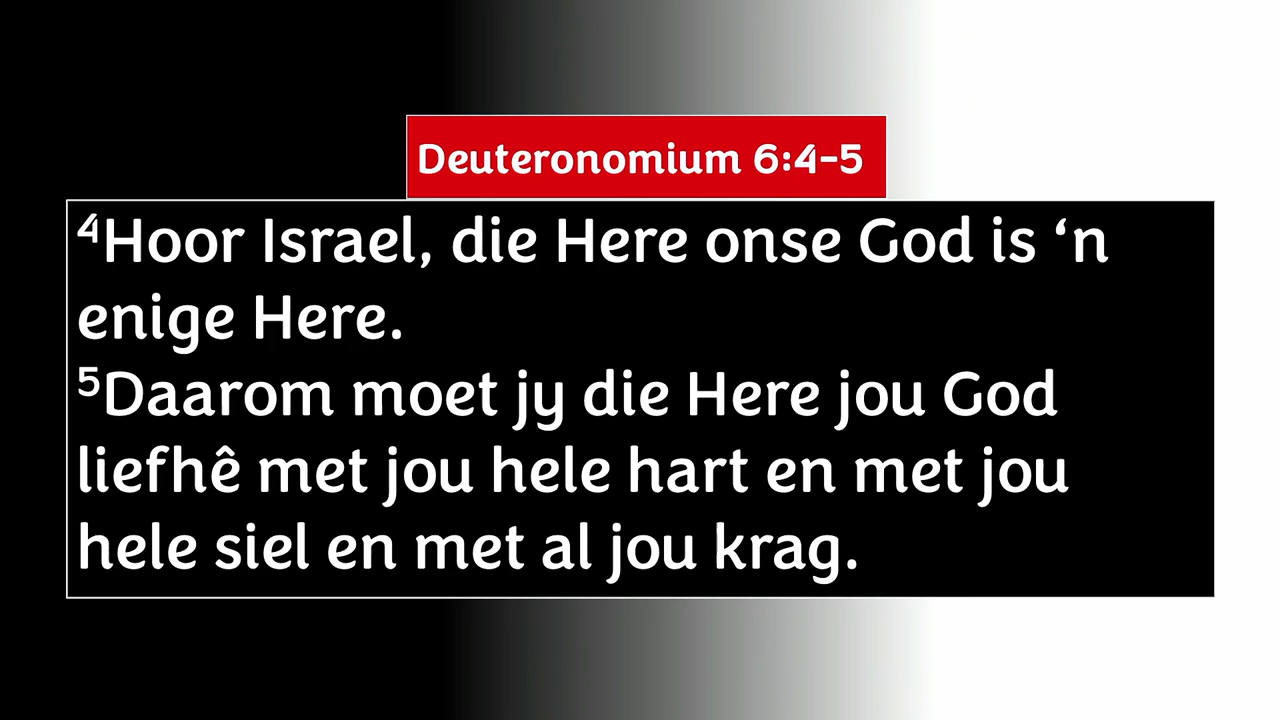 Deuteronomium 6:4-5
⁴Hoor Israel, die Here onse God is ‘n
enige Here.
⁵Daarom moet jy die Here jou God
liefhê met jou hele hart en met jou
hele siel en met al jou krag.